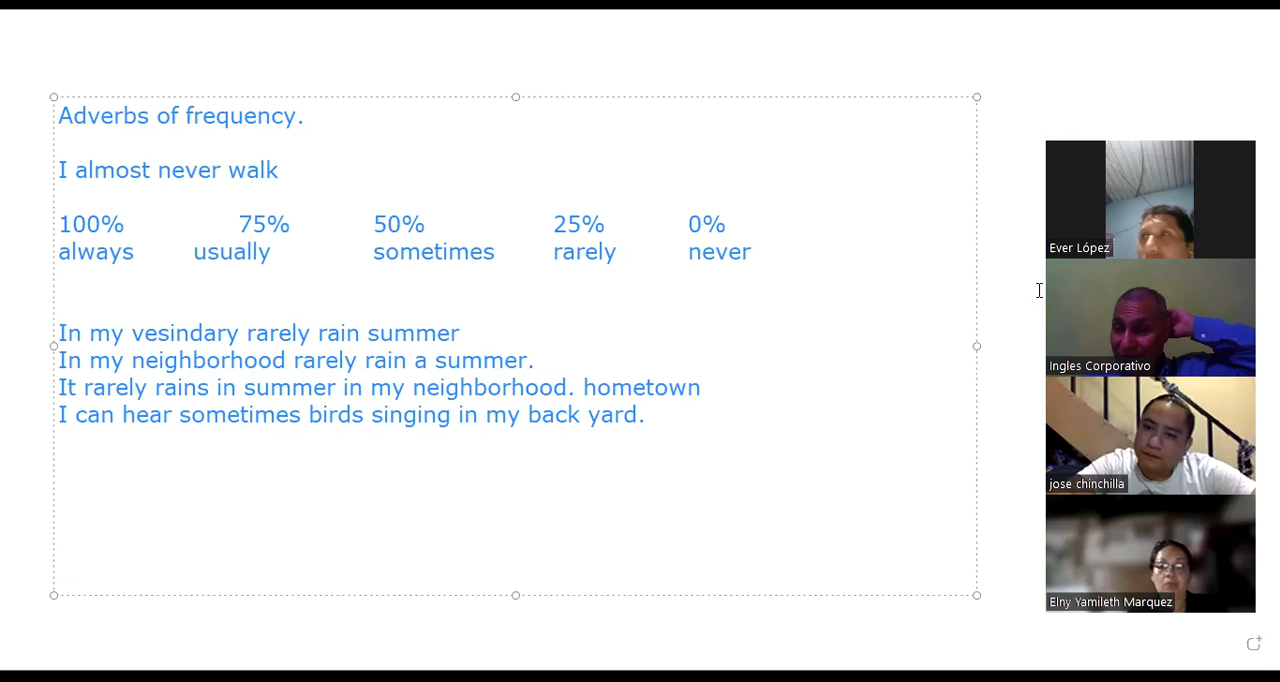 Adverbs of frequency.
I almost never walk
100% 75% 50% 25% 0%
always usually sometimes rarely never
In my vesindary rarely rain summer
In my neighborhood rarely rain a summer.
It rarely rains in summer in my neighborhood. hometown
I can hear sometimes birds singing in my back yard.
Ever López
Ingles Corporativo
jose chinchilla
Elny Yamileth Marquez